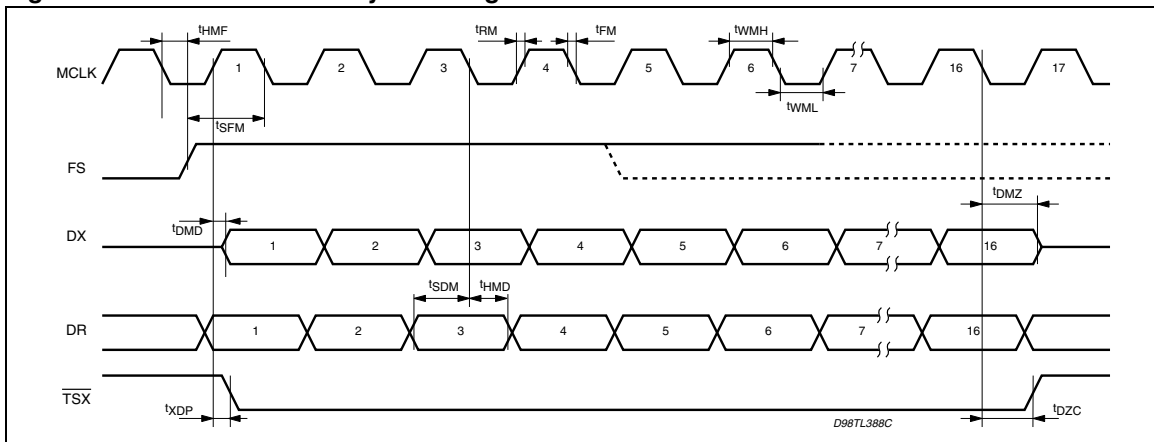 tHMF tRM tFM tWMH
MCLK 1 2 3 4 5 6 7 16 17
tSFM tWML
FS
tDMZ
tDMD
DX 1 2 3 4 5 6 7 16
tSDM tHMD
DR 1 2 3 4 5 6 7 16
TSX
tXDP tDZC
D98TL388C